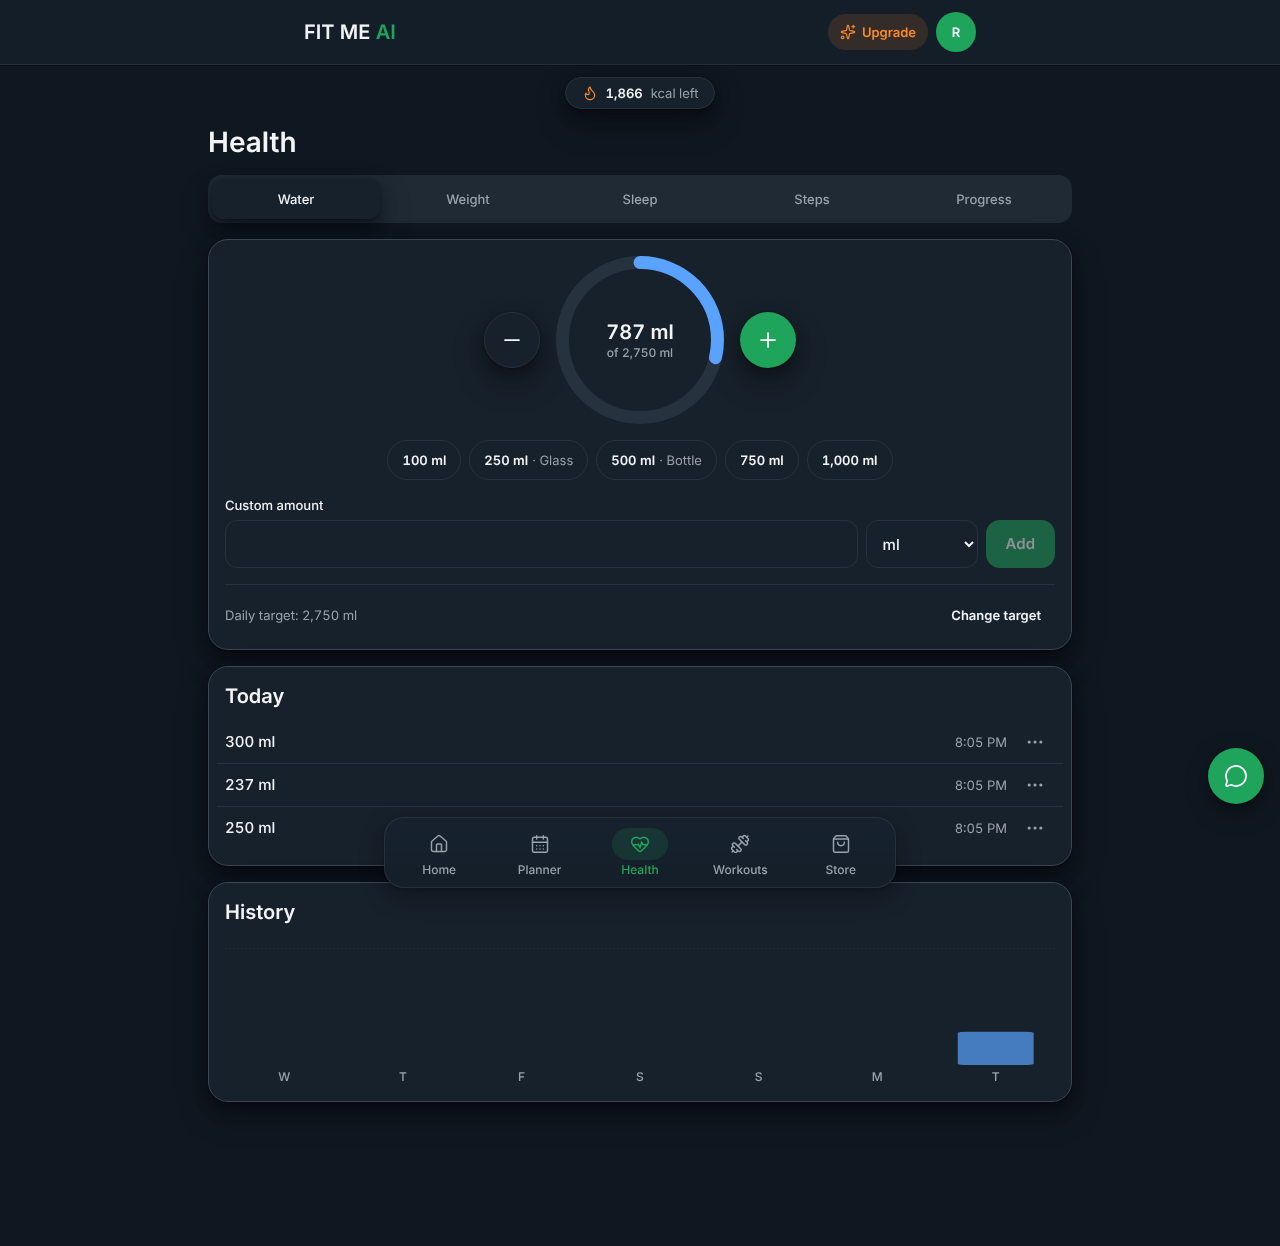 FIT ME AI
Upgrade
R
1,866 kcal left
Health
Water Weight Sleep Steps Progress
787 ml
of 2,750 ml
100 ml 250 ml · Glass 500 ml · Bottle 750 ml 1,000 ml
Custom amount
ml Add
Daily target: 2,750 ml Change target
Today
300 ml 8:05 PM
237 ml 8:05 PM
250 ml 8:05 PM
Home Planner Health Workouts Store
History
W T F S S M T